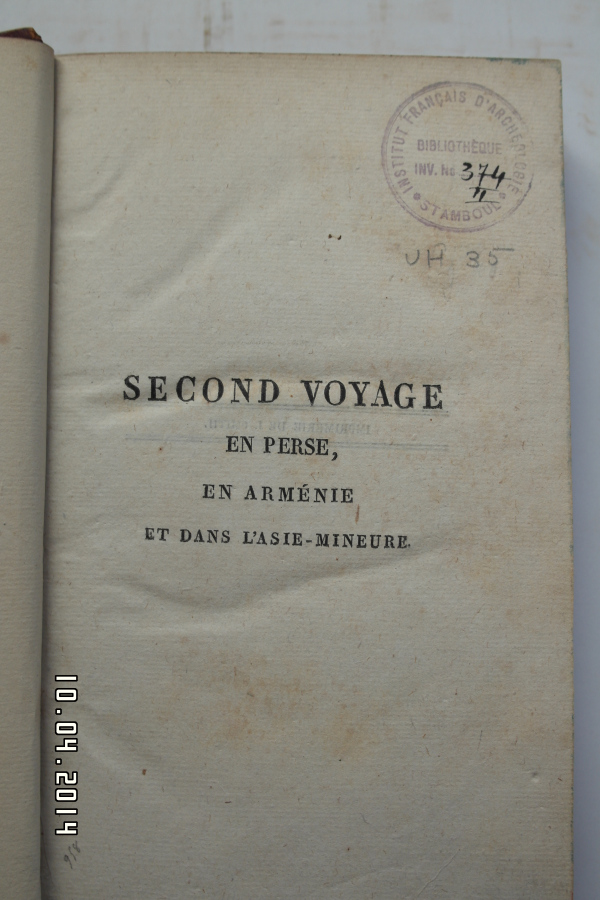 INSTITUT FRANÇAIS D'ARCHÉOLOGIE
BIBLIOTHÈQUE
INV. No 374
II
* STAMBOUL *
UH 35
SECOND VOYAGE
EN PERSE,
EN ARMÉNIE
ET DANS L'ASIE-MINEURE.
10.04.2014
958